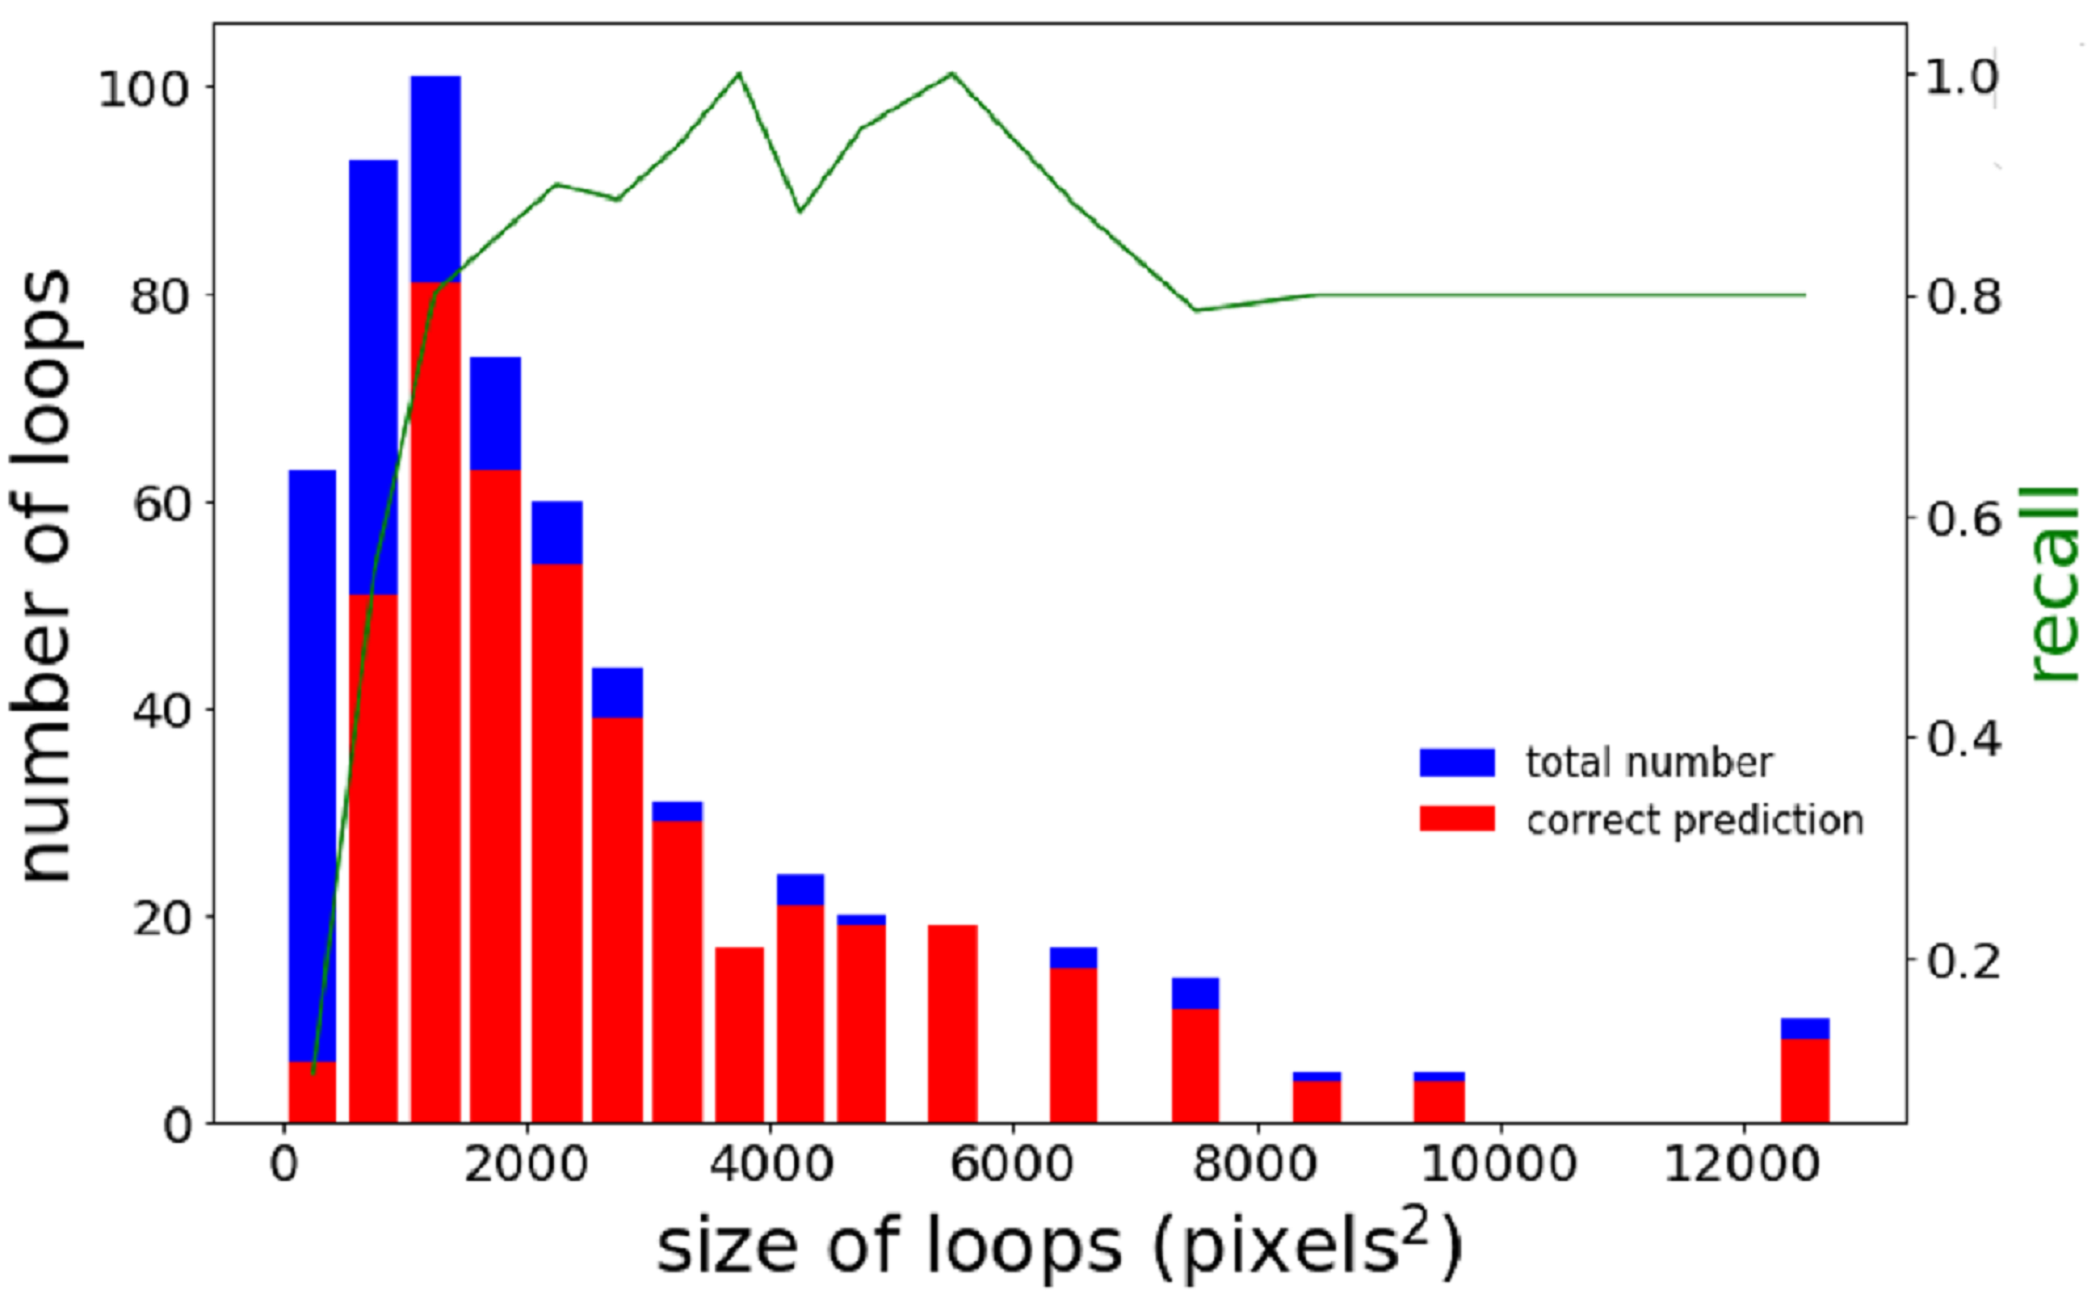 number of loops
100
80
60
40
20
0
1.0
0.8
0.6
0.4
0.2
recall
total number
correct prediction
0 2000 4000 6000 8000 10000 12000
size of loops (pixels²)